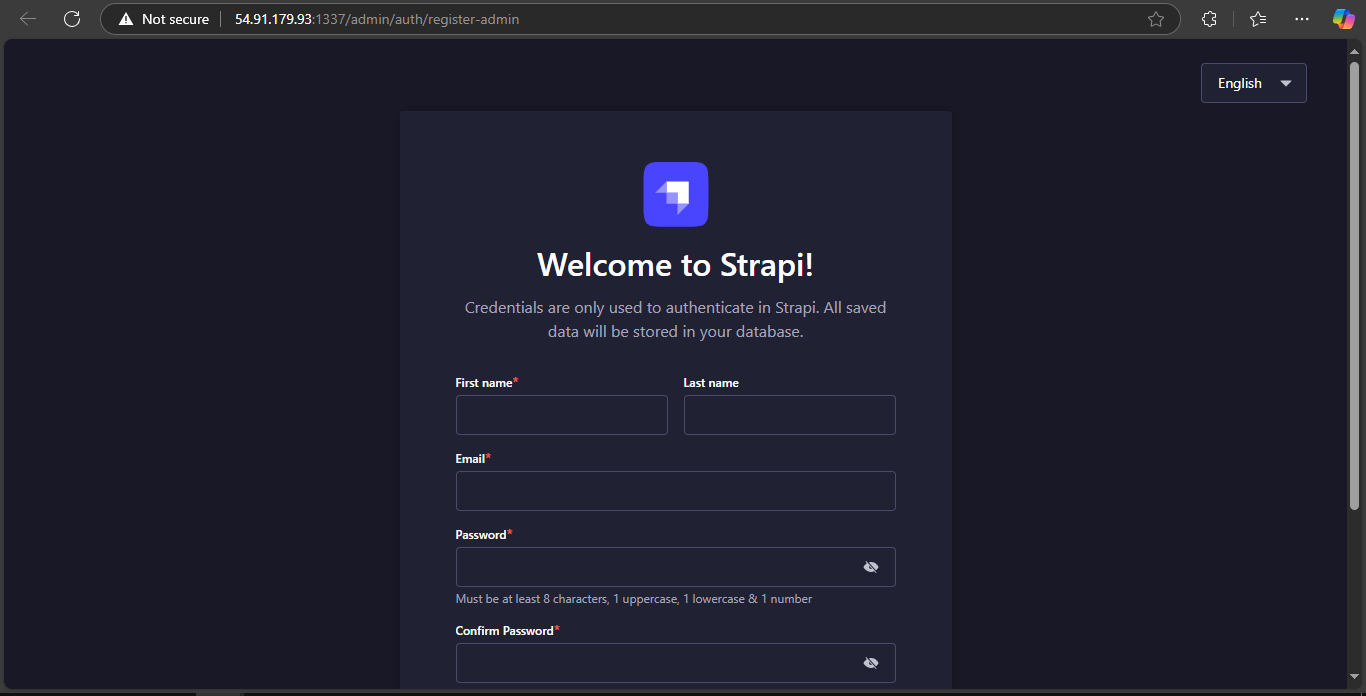 Not secure 54.91.179.93:1337/admin/auth/register-admin
English
Welcome to Strapi!
Credentials are only used to authenticate in Strapi. All saved
data will be stored in your database.
First name* Last name
Email*
Password*
Must be at least 8 characters, 1 uppercase, 1 lowercase & 1 number
Confirm Password*